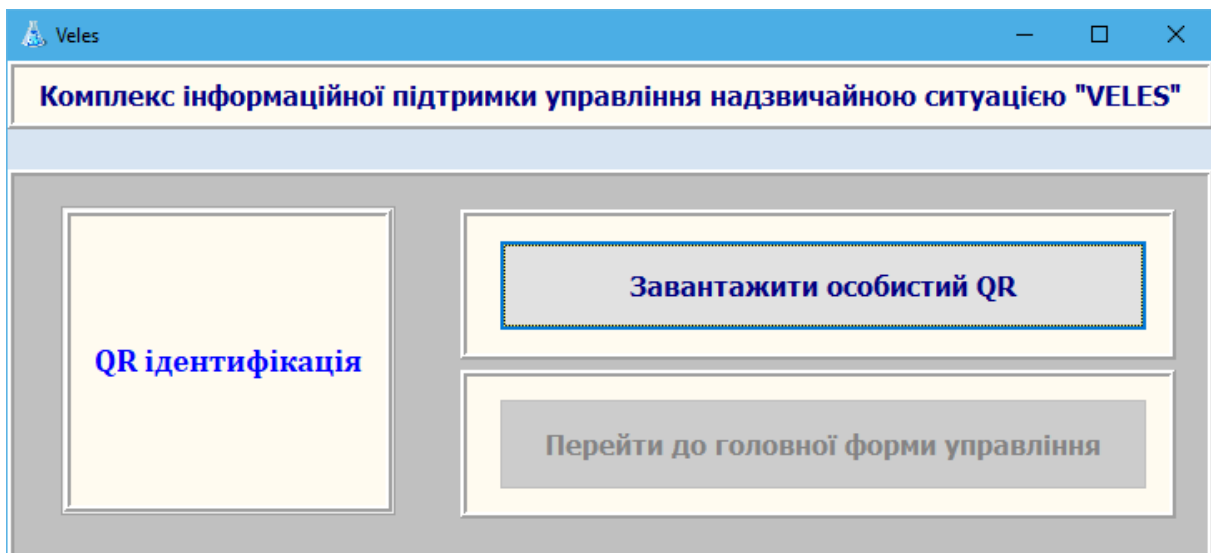 Veles
Комплекс інформаційної підтримки управління надзвичайною ситуацією "VELES"
QR ідентифікація
Завантажити особистий QR
Перейти до головної форми управління